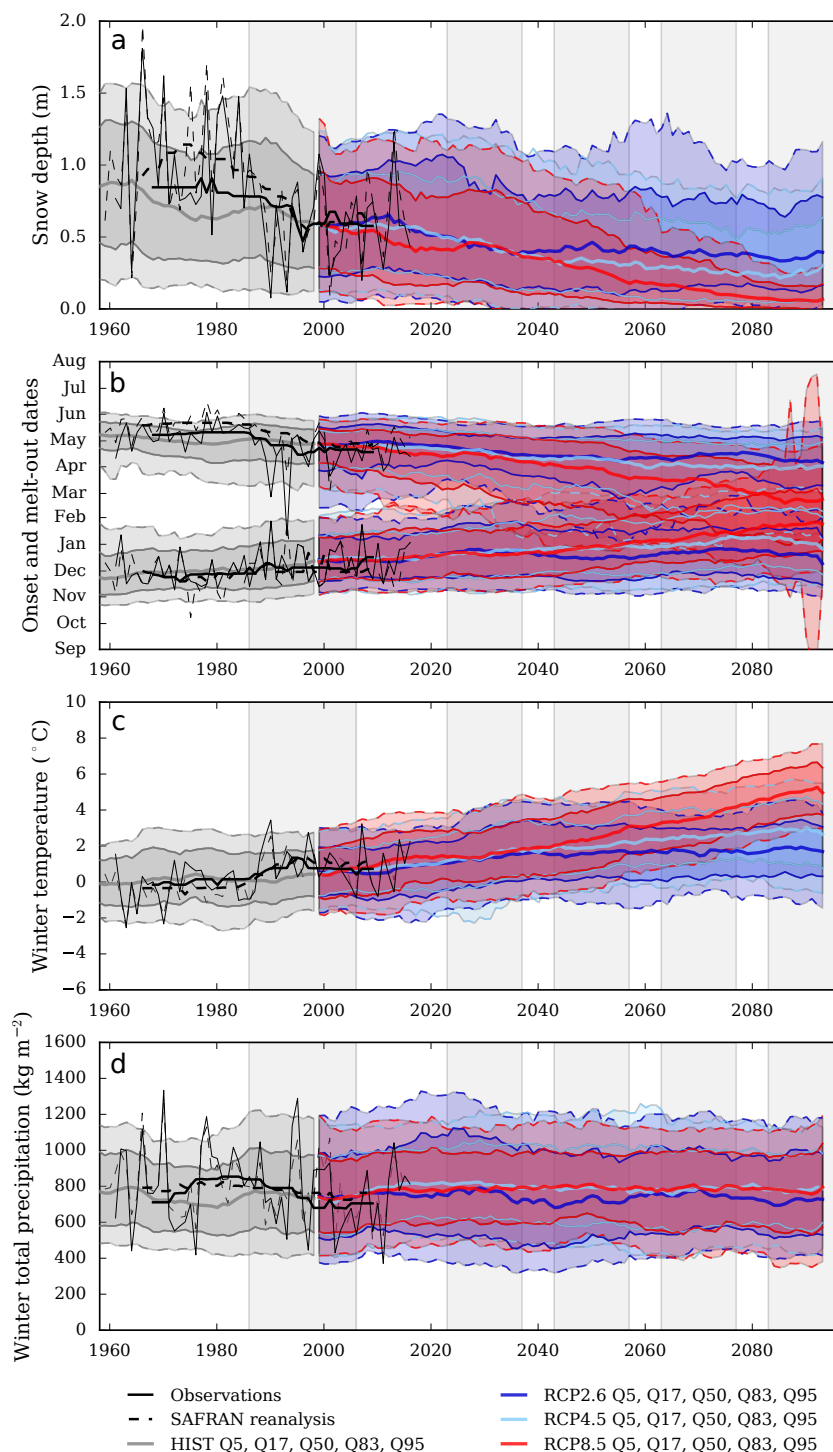 a
Snow depth (m)
2.0
1.5
1.0
0.5
0.0
1960 1980 2000 2020 2040 2060 2080
b
Onset and melt-out dates
Aug
Jul
Jun
May
Apr
Mar
Feb
Jan
Dec
Nov
Oct
Sep
1960 1980 2000 2020 2040 2060 2080
c
Winter temperature (°C)
10
8
6
4
2
0
−2
−4
−6
1960 1980 2000 2020 2040 2060 2080
d
Winter total precipitation (kg m⁻²)
1600
1400
1200
1000
800
600
400
200
0
1960 1980 2000 2020 2040 2060 2080
Observations
SAFRAN reanalysis
HIST Q5, Q17, Q50, Q83, Q95
RCP2.6 Q5, Q17, Q50, Q83, Q95
RCP4.5 Q5, Q17, Q50, Q83, Q95
RCP8.5 Q5, Q17, Q50, Q83, Q95